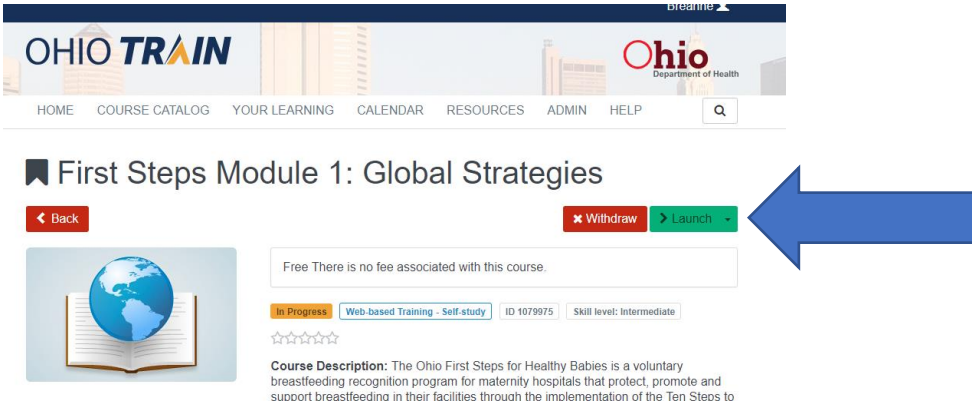 Breanne
OHIO TRAIN
Ohio
Department of Health
HOME COURSE CATALOG YOUR LEARNING CALENDAR RESOURCES ADMIN HELP
First Steps Module 1: Global Strategies
Back Withdraw Launch
Free There is no fee associated with this course.
In Progress Web-based Training - Self-study ID 1079975 Skill level: Intermediate
Course Description: The Ohio First Steps for Healthy Babies is a voluntary
breastfeeding recognition program for maternity hospitals that protect, promote and
support breastfeeding in their facilities through the implementation of the Ten Steps to